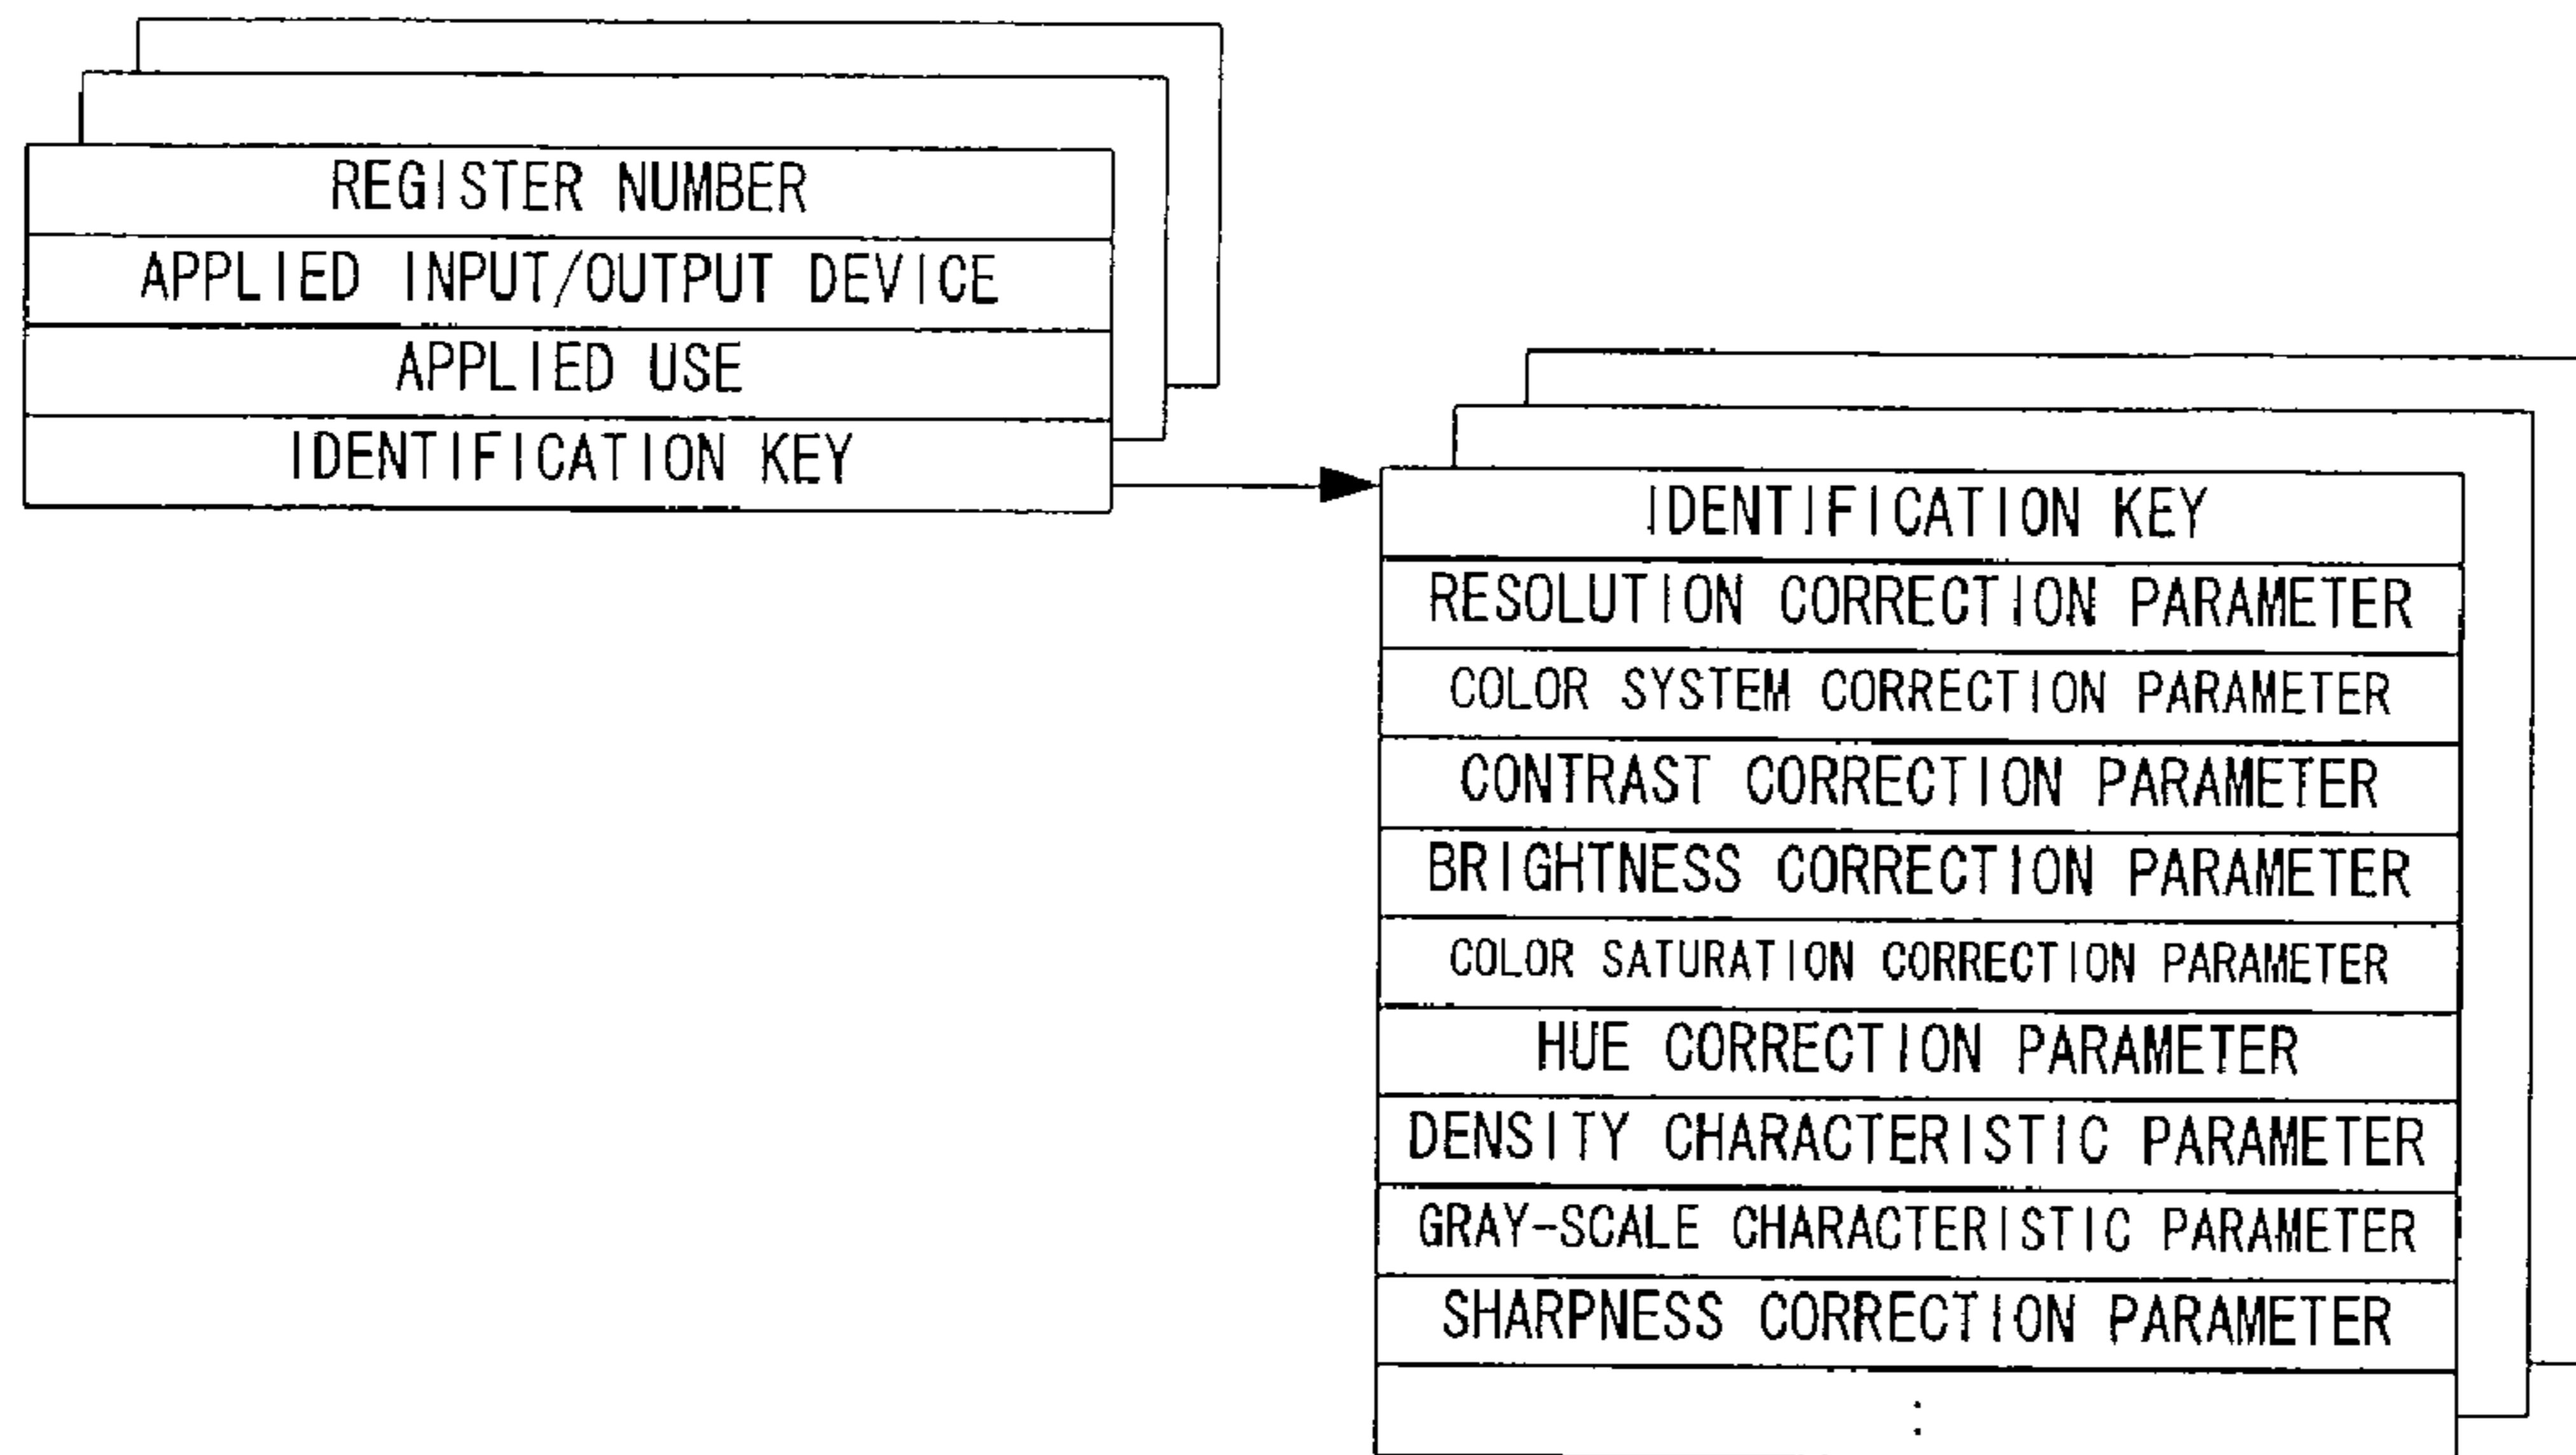 REGISTER NUMBER
APPLIED INPUT/OUTPUT DEVICE
APPLIED USE
IDENTIFICATION KEY
IDENTIFICATION KEY
RESOLUTION CORRECTION PARAMETER
COLOR SYSTEM CORRECTION PARAMETER
CONTRAST CORRECTION PARAMETER
BRIGHTNESS CORRECTION PARAMETER
COLOR SATURATION CORRECTION PARAMETER
HUE CORRECTION PARAMETER
DENSITY CHARACTERISTIC PARAMETER
GRAY-SCALE CHARACTERISTIC PARAMETER
SHARPNESS CORRECTION PARAMETER
: